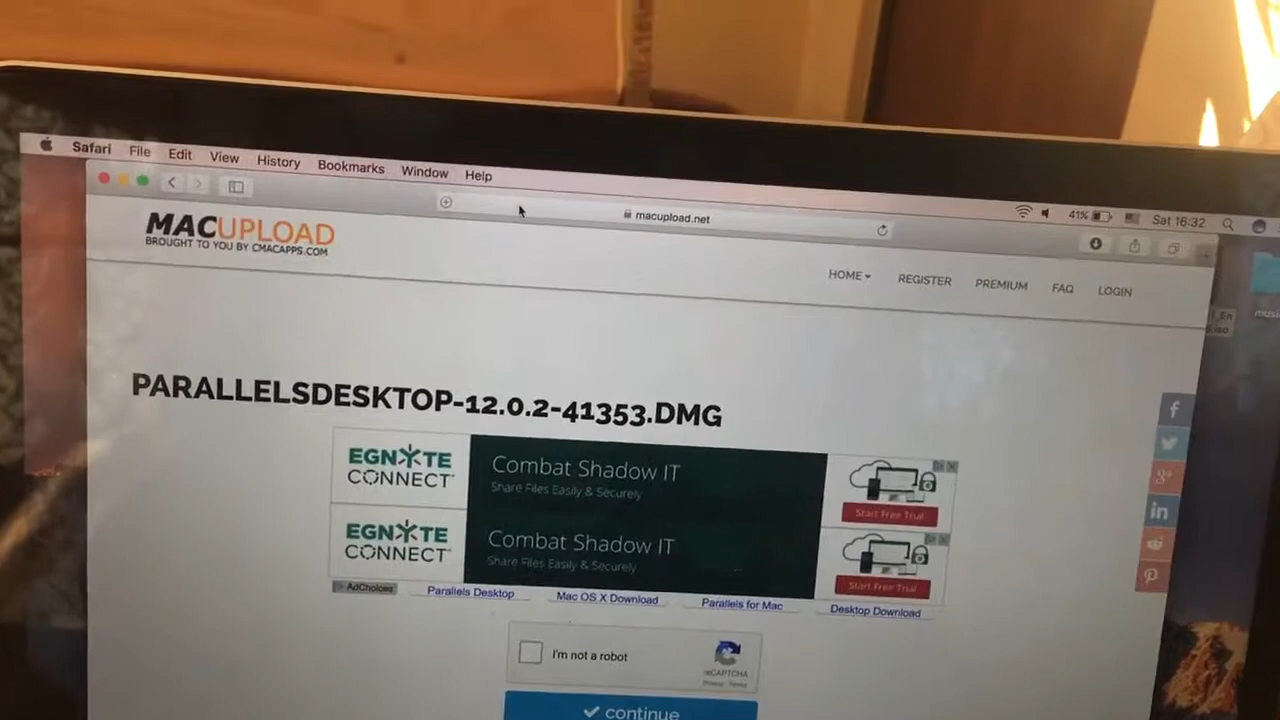 Safari File Edit View History Bookmarks Window Help
41% Sat 16:32
macupload.net
MACUPLOAD
BROUGHT TO YOU BY CMACAPPS.COM
HOME REGISTER PREMIUM FAQ LOGIN
PARALLELSDESKTOP-12.0.2-41353.DMG
EGNYTE CONNECT
Combat Shadow IT
Share Files Easily & Securely
Start Free Trial
EGNYTE CONNECT
Combat Shadow IT
Share Files Easily & Securely
Start Free Trial
AdChoices Parallels Desktop Mac OS X Download Parallels for Mac Desktop Download
I'm not a robot
reCAPTCHA
Privacy - Terms
continue